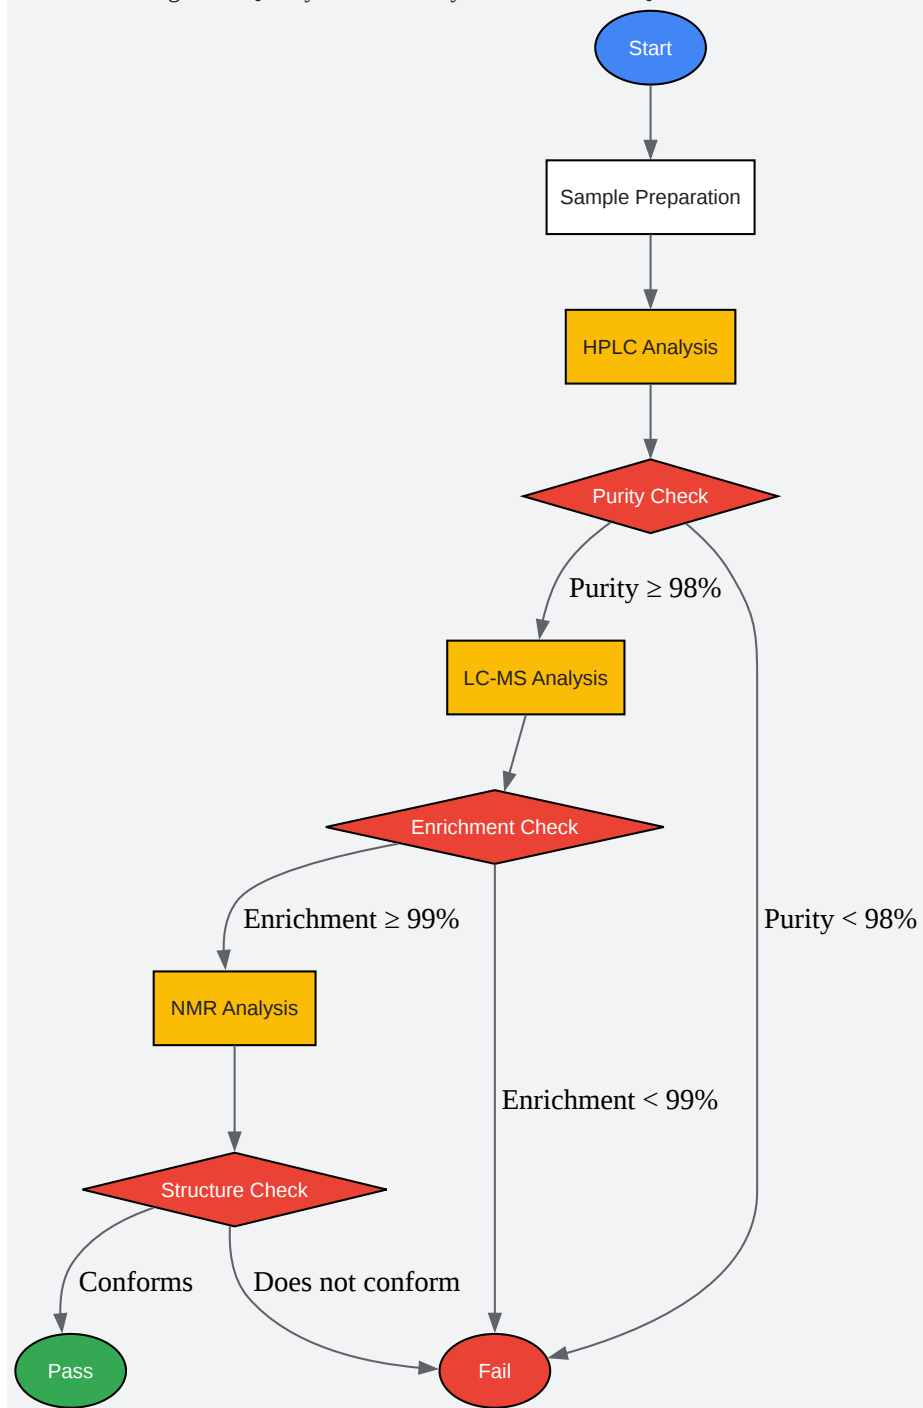 Start
Sample Preparation
HPLC Analysis
Purity Check
Purity ≥ 98%
LC-MS Analysis
Enrichment Check
Enrichment ≥ 99%
Purity < 98%
NMR Analysis
Enrichment < 99%
Structure Check
Conforms
Does not conform
Pass
Fail